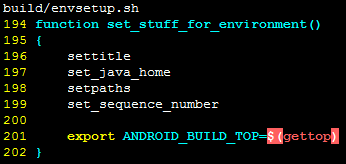 build/envsetup.sh
194 function set_stuff_for_environment()
195 {
196     settitle
197     set_java_home
198     setpaths
199     set_sequence_number
200
201     export ANDROID_BUILD_TOP=$(gettop)
202 }